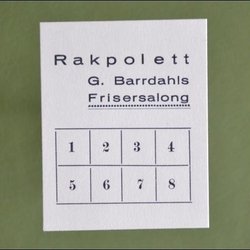 Rakpolett
G. Barrdahls
Frisersalong
1 2 3 4
5 6 7 8